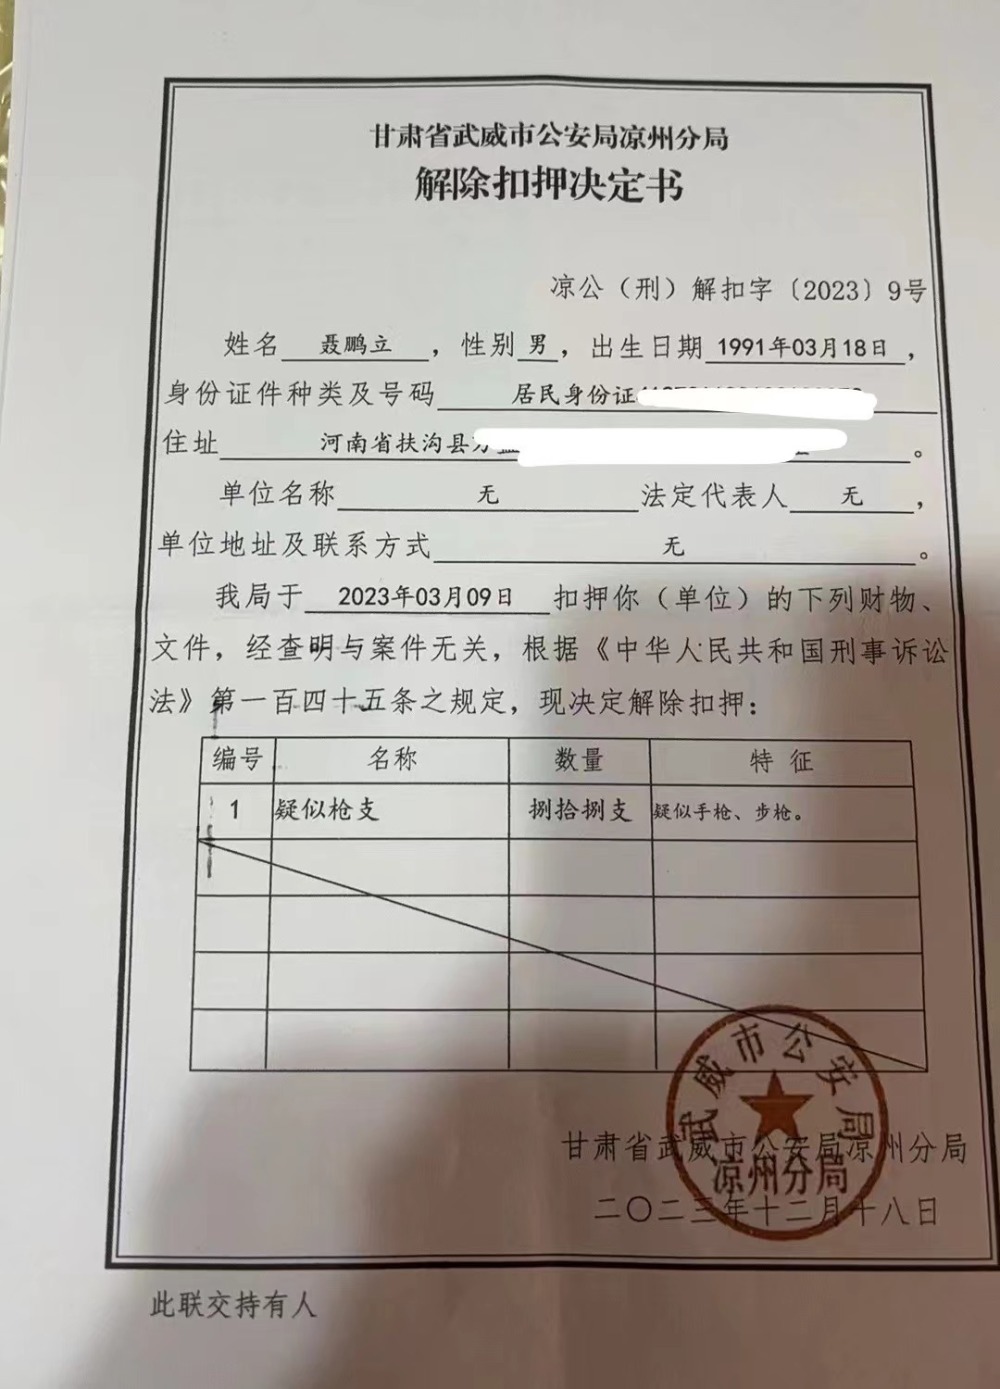 甘肃省武威市公安局凉州分局
解除扣押决定书
凉公（刑）解扣字〔2023〕9号
姓名 聂鹏立 ，性别 男 ，出生日期 1991年03月18日 ，
身份证件种类及号码 居民身份证
住址 河南省扶沟县 。
单位名称 无 法定代表人 无 ，
单位地址及联系方式 无 。
我局于 2023年03月09日 扣押你（单位）的下列财物、
文件，经查明与案件无关，根据《中华人民共和国刑事诉讼
法》第一百四十五条之规定，现决定解除扣押：
编号 名称 数量 特征
1 疑似枪支 捌拾捌支 疑似手枪、步枪。
武威市公安局
凉州分局
甘肃省武威市公安局凉州分局
二〇二三年十二月十八日
此联交持有人